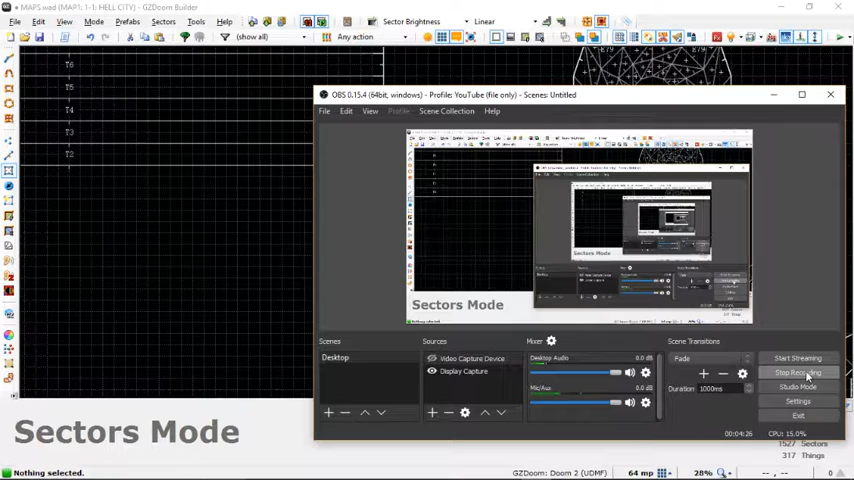 MAPS.wad (MAP1: 1-1: HELL CITY) - GZDoom Builder
File Edit View Mode Prefabs Sectors Tools Help
Sector Brightness
Linear
(show all)
Any action
T6
T5
T4
T3
T2
E79
E79
OBS 0.15.4 (64bit, windows) - Profile: YouTube (file only) - Scenes: Untitled
File Edit View Profile Scene Collection Help
Sectors Mode
Scenes
Sources
Mixer
Scene Transitions
Desktop
Video Capture Device
Display Capture
Desktop Audio 0.0 dB
Mic/Aux 0.0 dB
Fade
Duration 1000ms
Start Streaming
Stop Recording
Studio Mode
Settings
Exit
00:04:26 CPU: 15.0%
Sectors Mode
1527 Sectors
317 Things
Nothing selected.
GZDoom: Doom 2 (UDMF)
64 mp
28%
-- , --
0